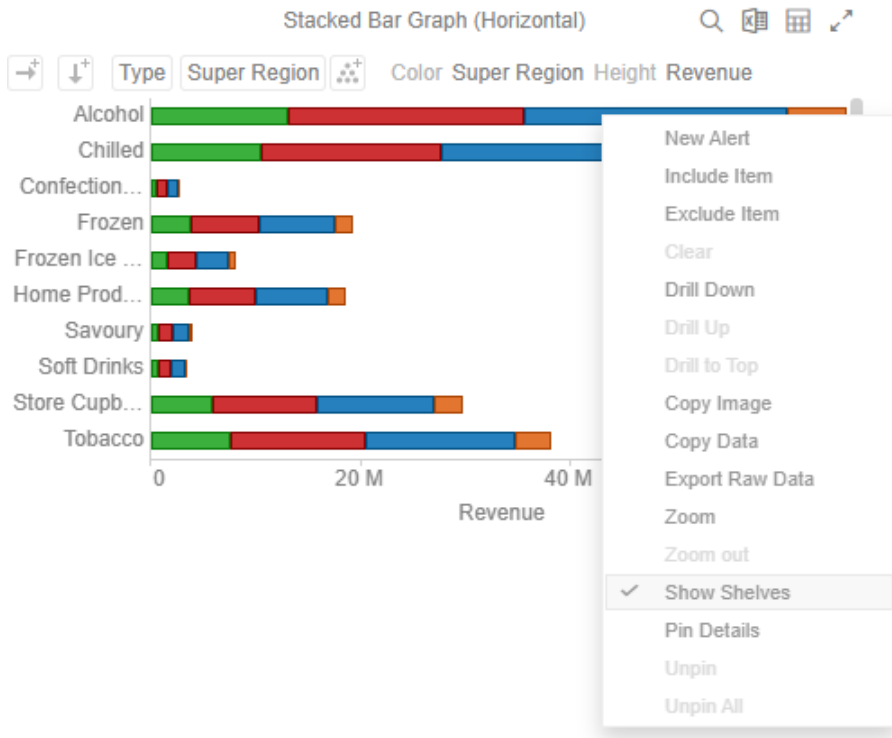 Stacked Bar Graph (Horizontal)
Type Super Region Color Super Region Height Revenue
Alcohol
Chilled
Confection...
Frozen
Frozen Ice ...
Home Prod...
Savoury
Soft Drinks
Store Cupb...
Tobacco
0 20 M 40 M
Revenue
New Alert
Include Item
Exclude Item
Clear
Drill Down
Drill Up
Drill to Top
Copy Image
Copy Data
Export Raw Data
Zoom
Zoom out
Show Shelves
Pin Details
Unpin
Unpin All